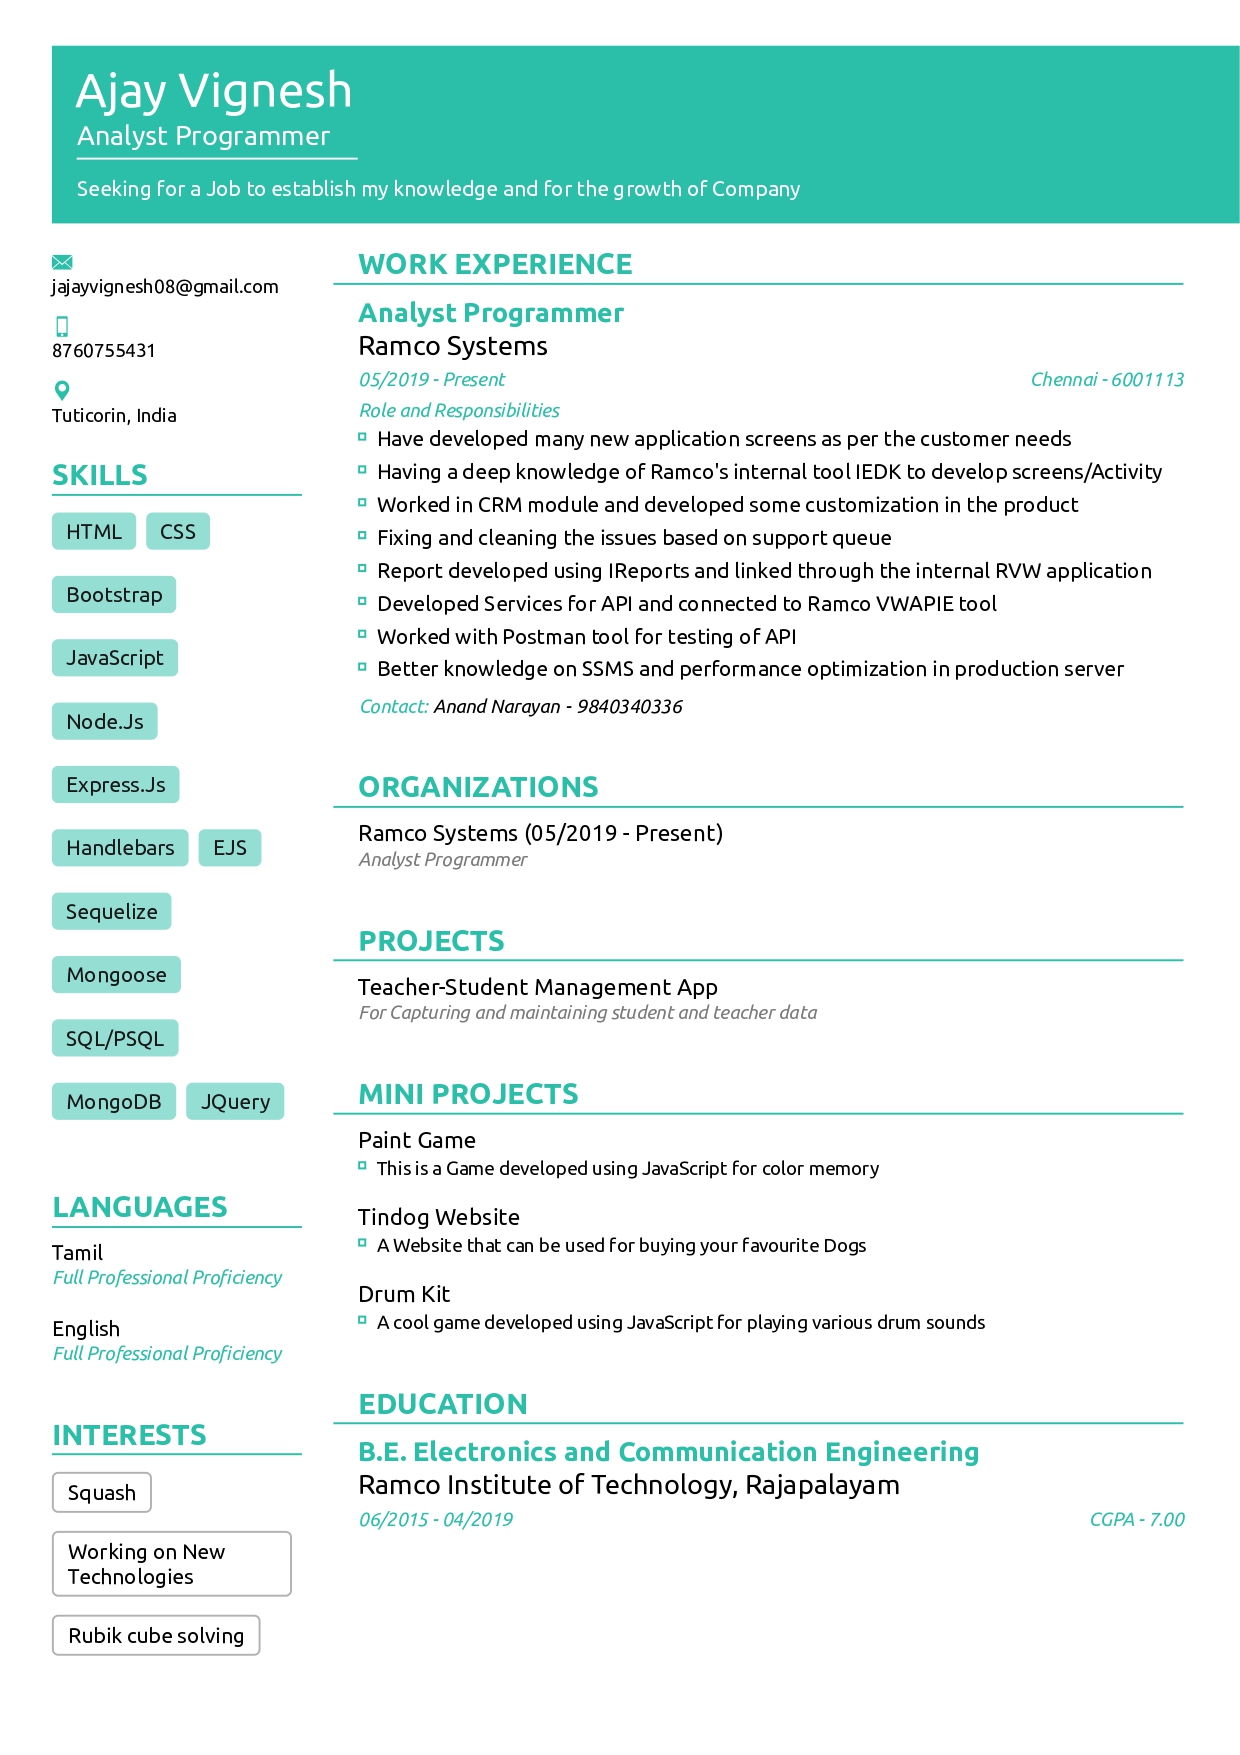 Ajay Vignesh
Analyst Programmer
Seeking for a Job to establish my knowledge and for the growth of Company
jajayvignesh08@gmail.com
8760755431
Tuticorin, India
SKILLS
HTML CSS
Bootstrap
JavaScript
Node.Js
Express.Js
Handlebars EJS
Sequelize
Mongoose
SQL/PSQL
MongoDB JQuery
LANGUAGES
Tamil
Full Professional Proficiency
English
Full Professional Proficiency
INTERESTS
Squash
Working on New
Technologies
Rubik cube solving
WORK EXPERIENCE
Analyst Programmer
Ramco Systems
05/2019 - Present Chennai - 6001113
Role and Responsibilities
Have developed many new application screens as per the customer needs
Having a deep knowledge of Ramco's internal tool IEDK to develop screens/Activity
Worked in CRM module and developed some customization in the product
Fixing and cleaning the issues based on support queue
Report developed using IReports and linked through the internal RVW application
Developed Services for API and connected to Ramco VWAPIE tool
Worked with Postman tool for testing of API
Better knowledge on SSMS and performance optimization in production server
Contact: Anand Narayan - 9840340336
ORGANIZATIONS
Ramco Systems (05/2019 - Present)
Analyst Programmer
PROJECTS
Teacher-Student Management App
For Capturing and maintaining student and teacher data
MINI PROJECTS
Paint Game
This is a Game developed using JavaScript for color memory
Tindog Website
A Website that can be used for buying your favourite Dogs
Drum Kit
A cool game developed using JavaScript for playing various drum sounds
EDUCATION
B.E. Electronics and Communication Engineering
Ramco Institute of Technology, Rajapalayam
06/2015 - 04/2019 CGPA - 7.00